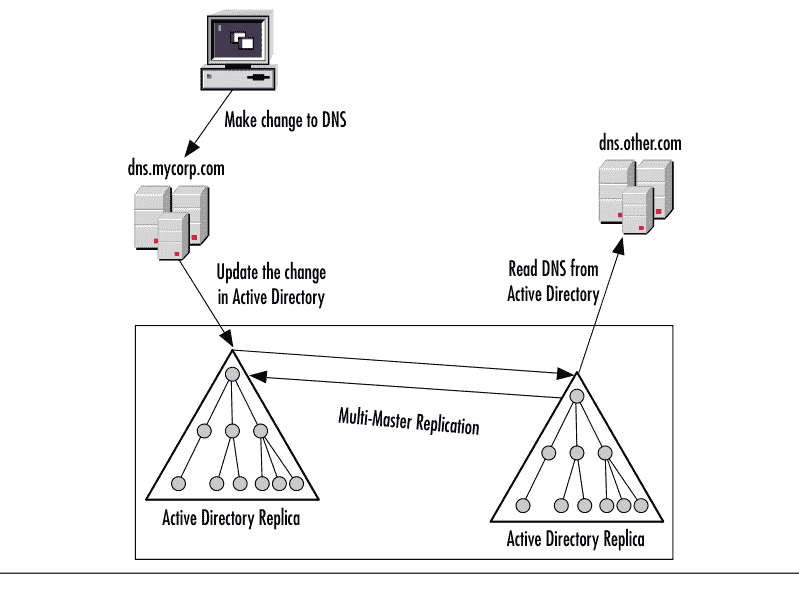 Make change to DNS
dns.mycorp.com
dns.other.com
Update the change
in Active Directory
Read DNS from
Active Directory
Multi-Master Replication
Active Directory Replica
Active Directory Replica